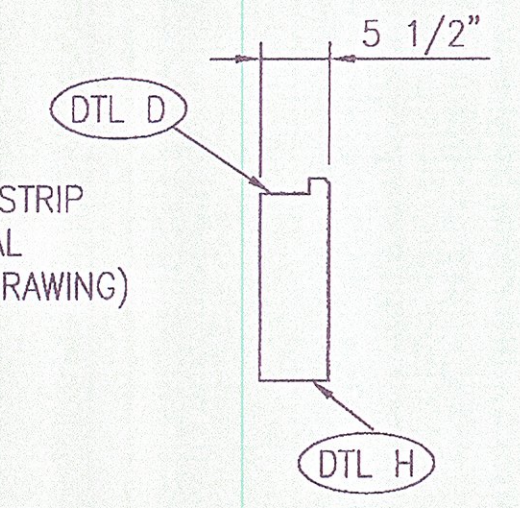 5 1/2"
DTL D
STRIP
AL
RAWING)
DTL H